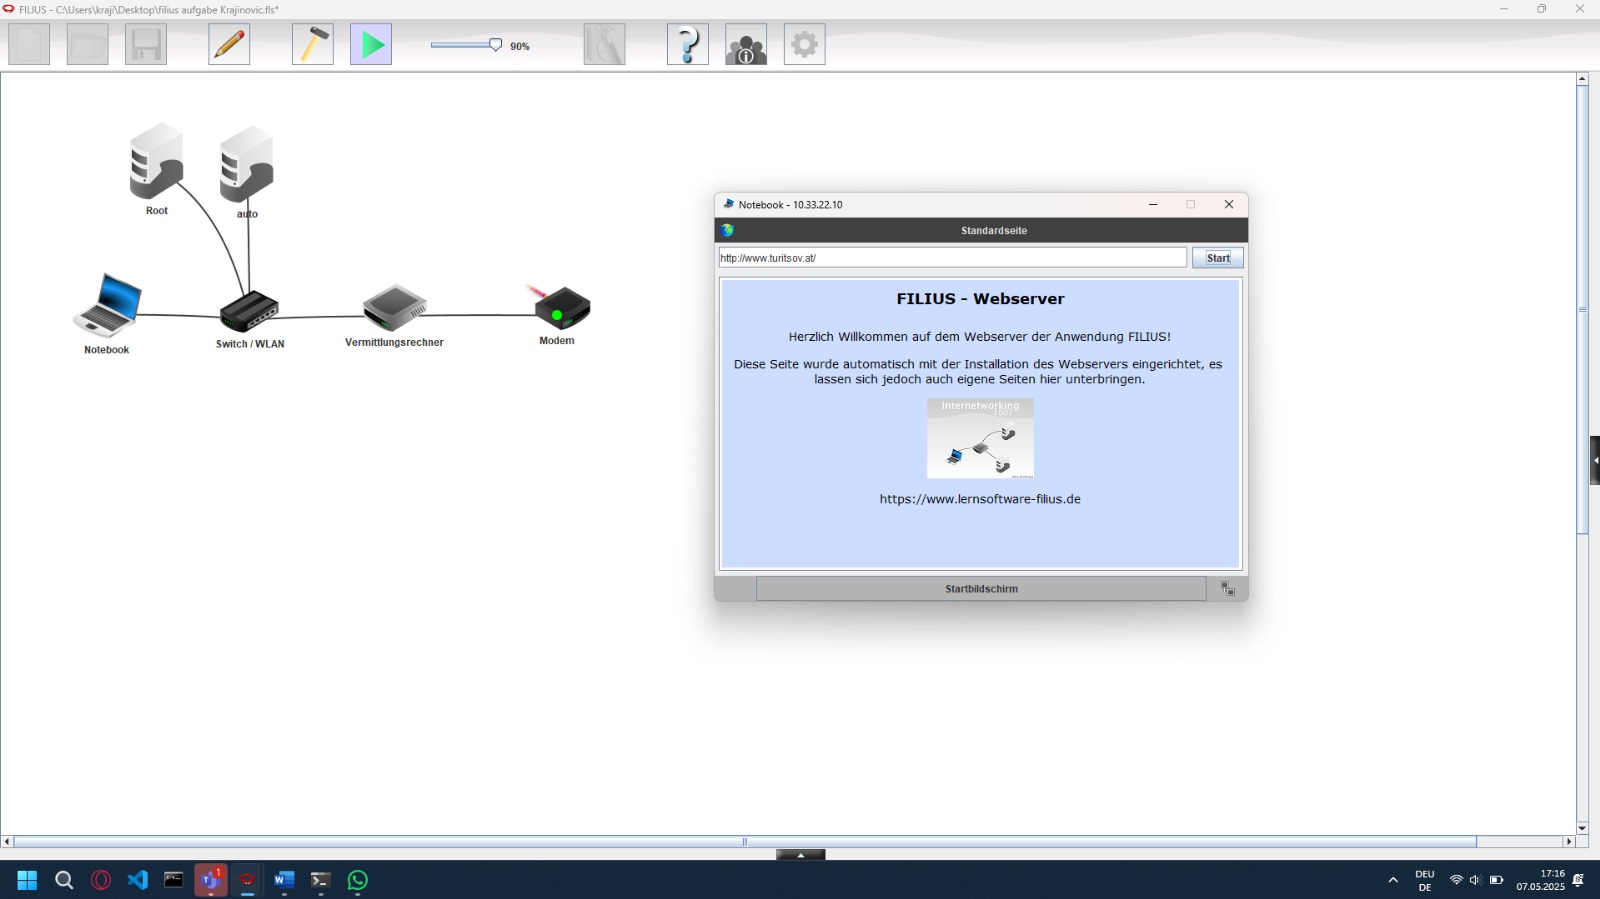 FILIUS - C:\Users\kraji\Desktop\filius aufgabe Krajinovic.fls*
90%
Root
auto
Notebook
Switch / WLAN
Vermittlungsrechner
Modem
Notebook - 10.33.22.10
Standardseite
http://www.turitsov.at/
Start
FILIUS - Webserver
Herzlich Willkommen auf dem Webserver der Anwendung FILIUS!
Diese Seite wurde automatisch mit der Installation des Webservers eingerichtet, es
lassen sich jedoch auch eigene Seiten hier unterbringen.
Internetworking
2007
https://www.lernsoftware-filius.de
Startbildschirm
1
DEU
DE
17:16
07.05.2025